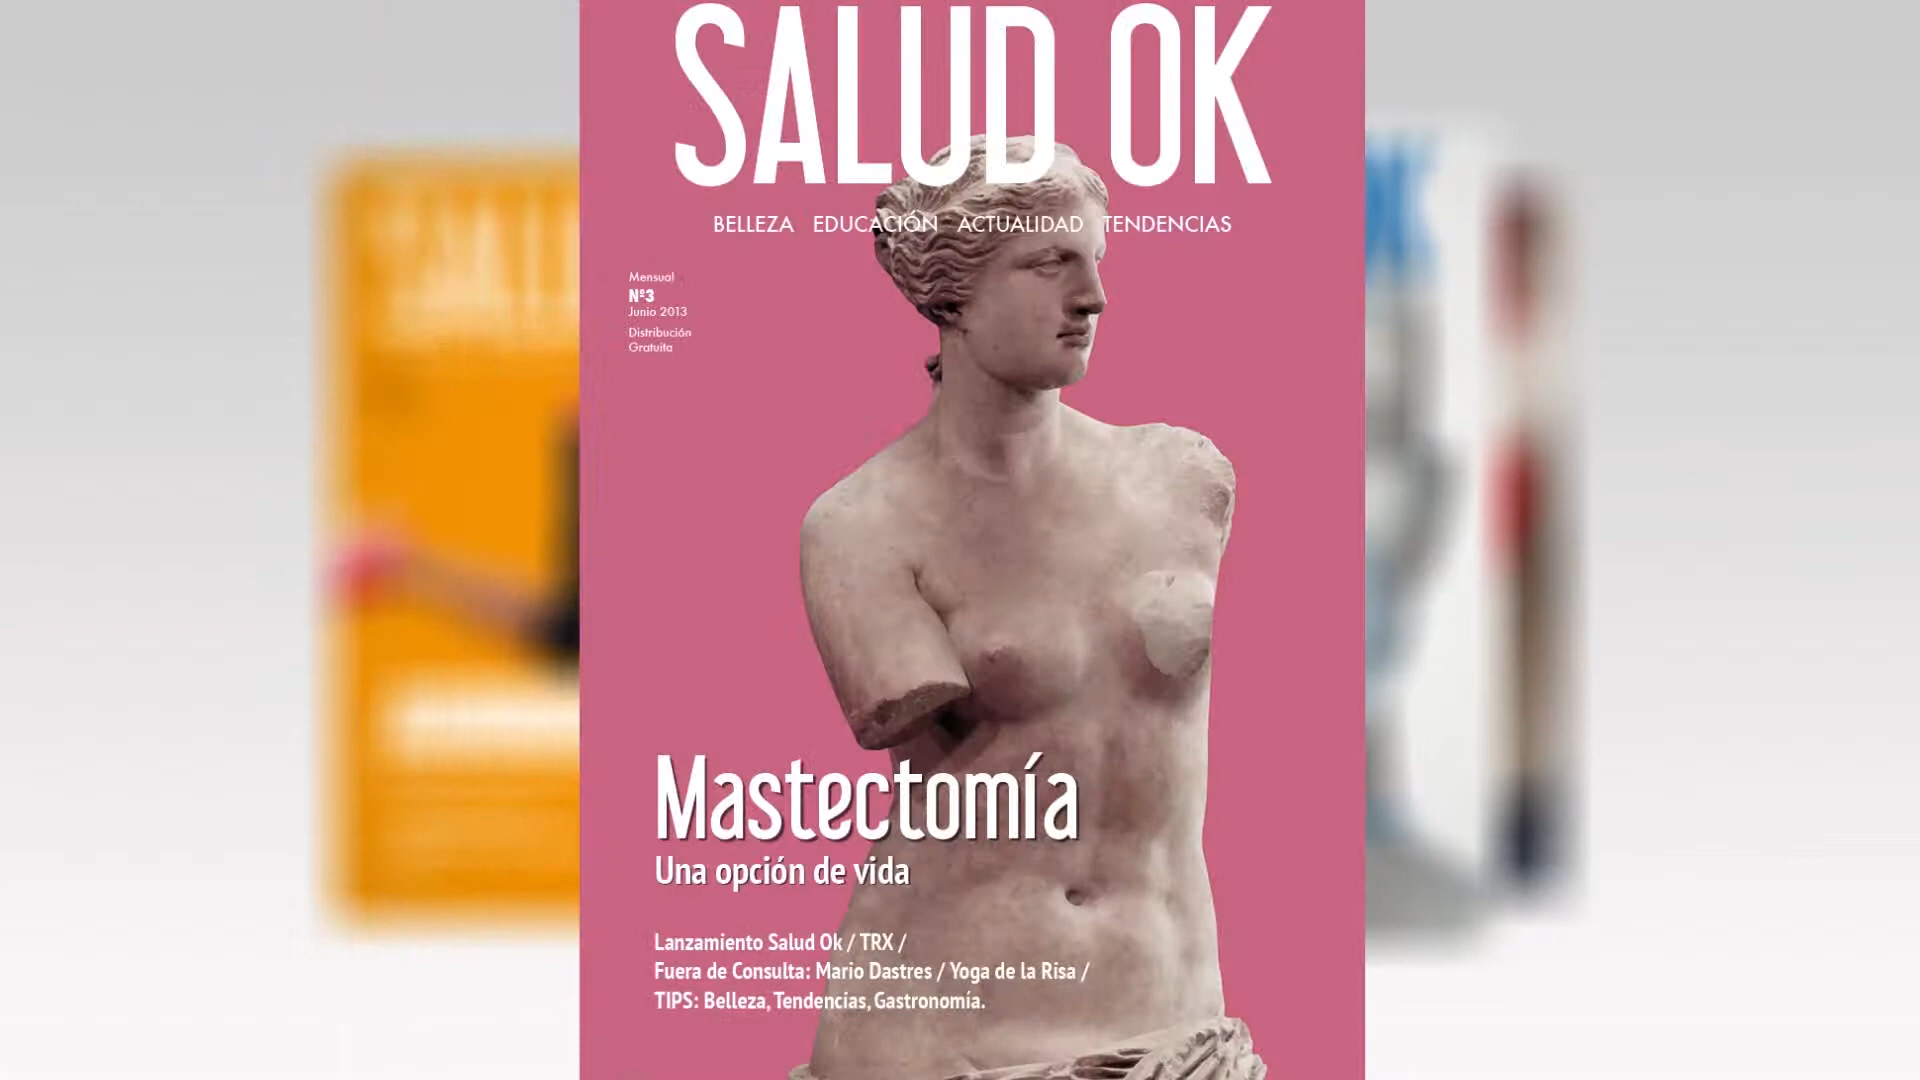 SALUD OK
BELLEZA EDUCACIÓN ACTUALIDAD TENDENCIAS
Mensual
Nº3
Junio 2013
Distribución
Gratuita
Mastectomía
Una opción de vida
Lanzamiento Salud Ok / TRX /
Fuera de Consulta: Mario Dastres / Yoga de la Risa /
TIPS: Belleza, Tendencias, Gastronomía.